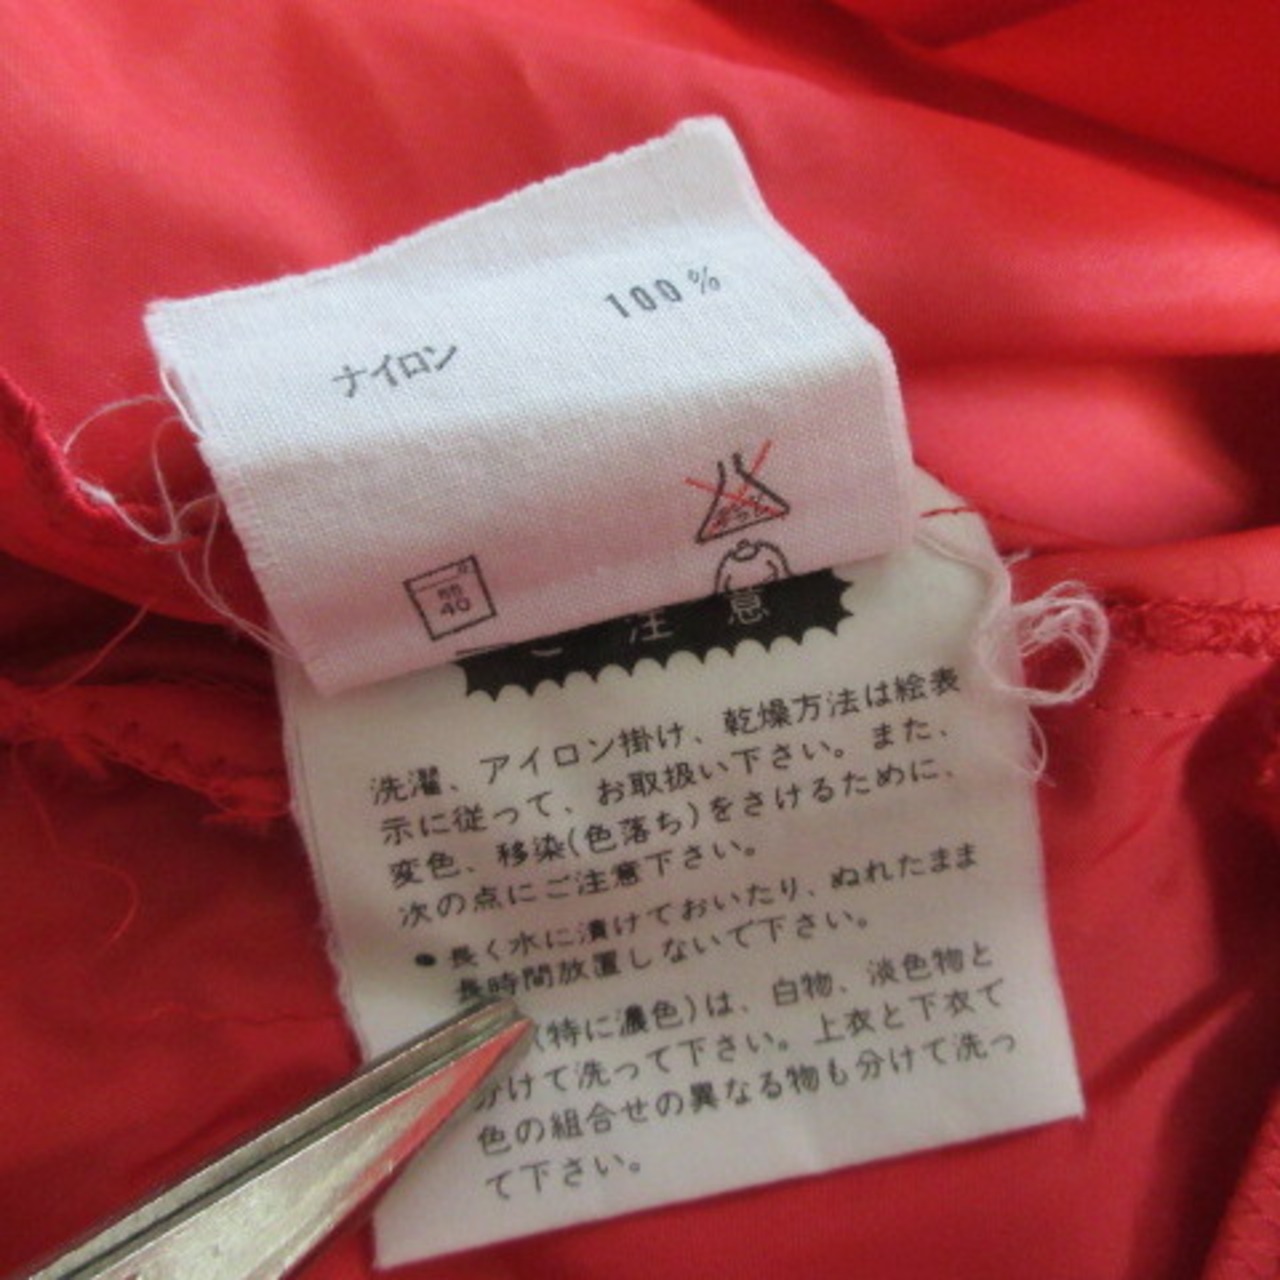 ナイロン 100%
弱
40
ご注意
洗濯、アイロン掛け、乾燥方法は絵表
示に従って、お取扱い下さい。また、
変色、移染(色落ち)をさけるために、
次の点にご注意下さい。
●長く水に漬けておいたり、ぬれたまま
長時間放置しないで下さい。
(特に濃色)は、白物、淡色物と
分けて洗って下さい。上衣と下衣で
色の組合せの異なる物も分けて洗っ
て下さい。